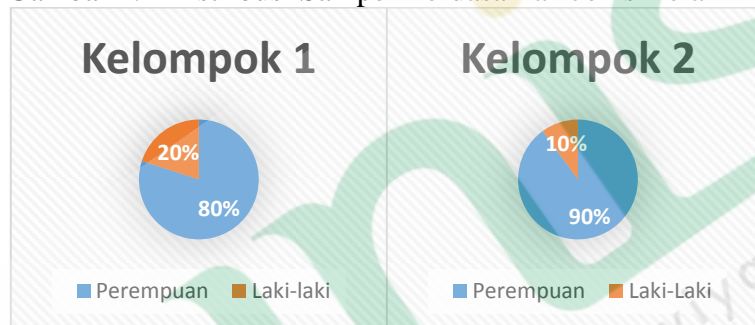 Kelompok 1
20%
80%
Perempuan
Laki-laki
Kelompok 2
10%
90%
Perempuan
Laki-Laki